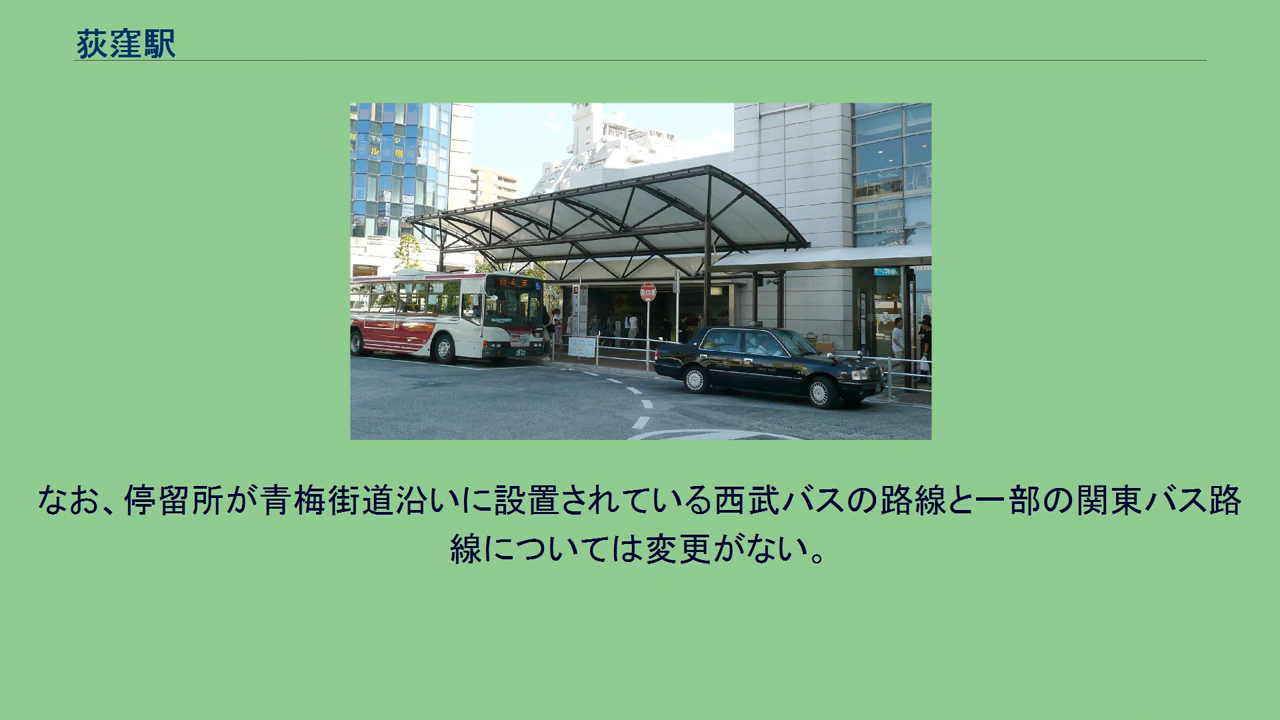 荻窪駅
なお、停留所が青梅街道沿いに設置されている西武バスの路線と一部の関東バス路
線については変更がない。